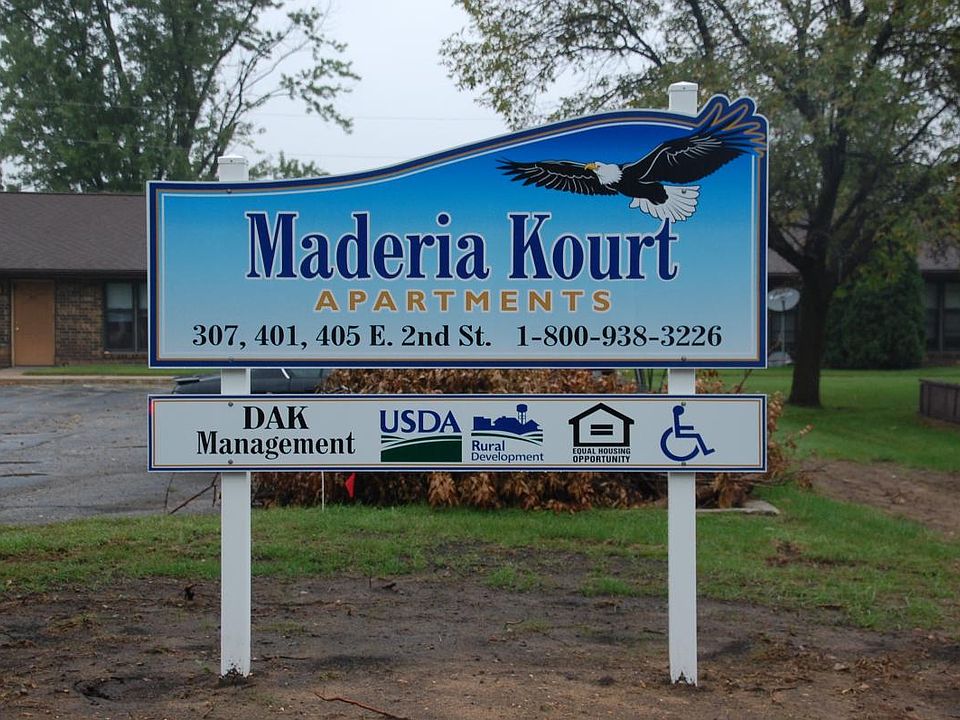 Maderia Kourt
APARTMENTS
307, 401, 405 E. 2nd St. 1-800-938-3226
DAK
Management
USDA
Rural
Development
EQUAL HOUSING
OPPORTUNITY